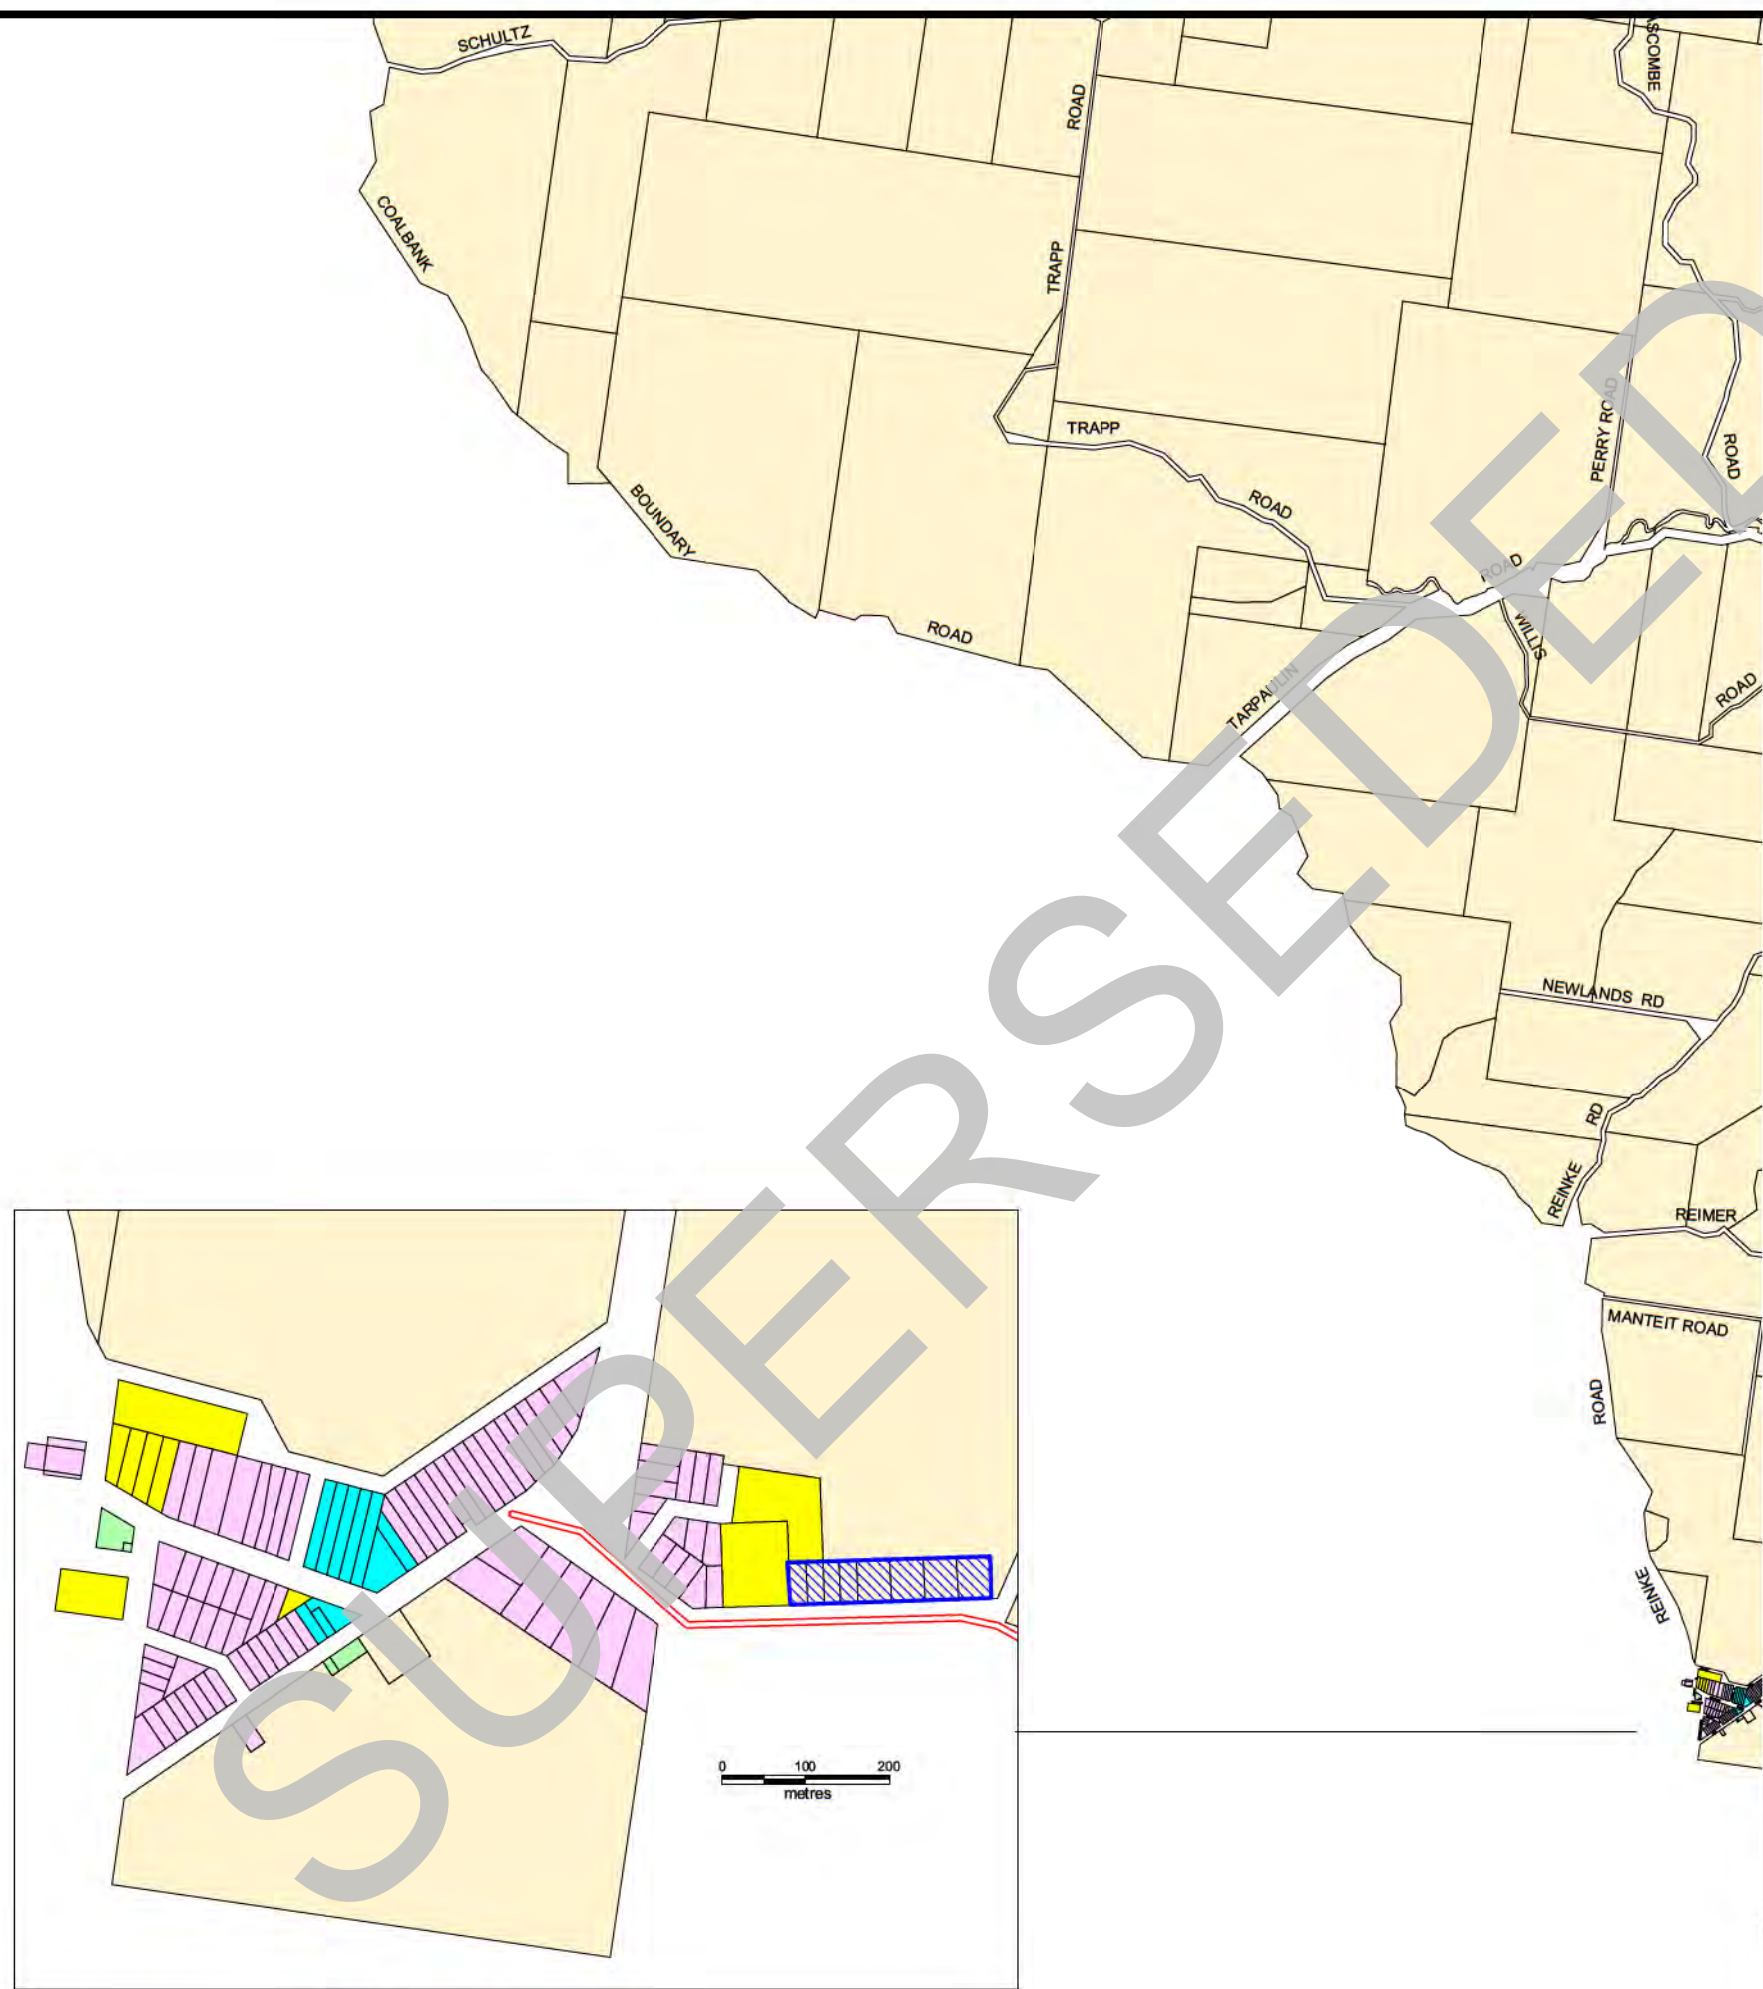 SCHULTZ
ROAD
COALBANK
TRAPP
TRAPP
PERRY ROAD
ROAD
BOUNDARY
ROAD
ROAD
WILLIS
ROAD
TARPAULIN
ROAD
NEWLANDS RD
RD
REINKE
REIMER
MANTEIT ROAD
ROAD
REINKE
0 100 200
metres
SUPERSEDED